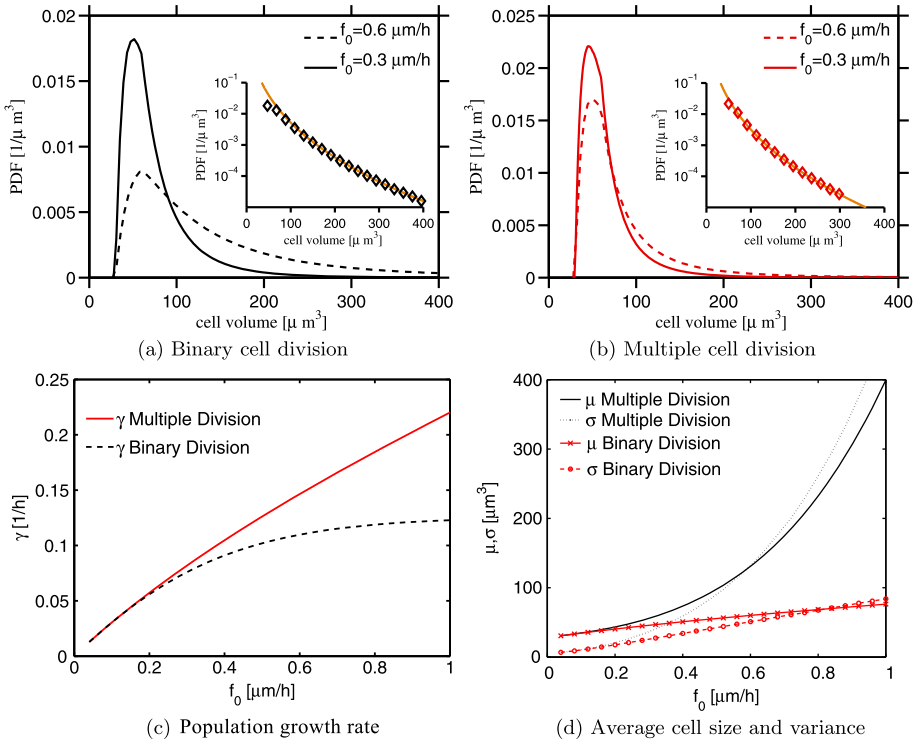 0.02
0.015
0.01
0.005
0
PDF [1/μ m³]
f₀=0.6 μm/h
f₀=0.3 μm/h
10⁻¹
10⁻²
10⁻³
10⁻⁴
PDF [1/μ m³]
0 100 200 300 400
cell volume [μ m³]
0 100 200 300 400
cell volume [μ m³]
(a) Binary cell division
0.025
0.02
0.015
0.01
0.005
0
PDF [1/μ m³]
f₀=0.6 μm/h
f₀=0.3 μm/h
10⁻¹
10⁻²
10⁻³
10⁻⁴
PDF [1/μ m³]
0 100 200 300 400
cell volume [μ m³]
0 100 200 300 400
cell volume [μ m³]
(b) Multiple cell division
0.25
0.2
0.15
0.1
0.05
0
γ [1/h]
γ Multiple Division
γ Binary Division
0 0.2 0.4 0.6 0.8 1
f₀ [μm/h]
(c) Population growth rate
400
300
200
100
0
μ,σ [μm³]
μ Multiple Division
σ Multiple Division
μ Binary Division
σ Binary Division
0 0.2 0.4 0.6 0.8 1
f₀ [μm/h]
(d) Average cell size and variance